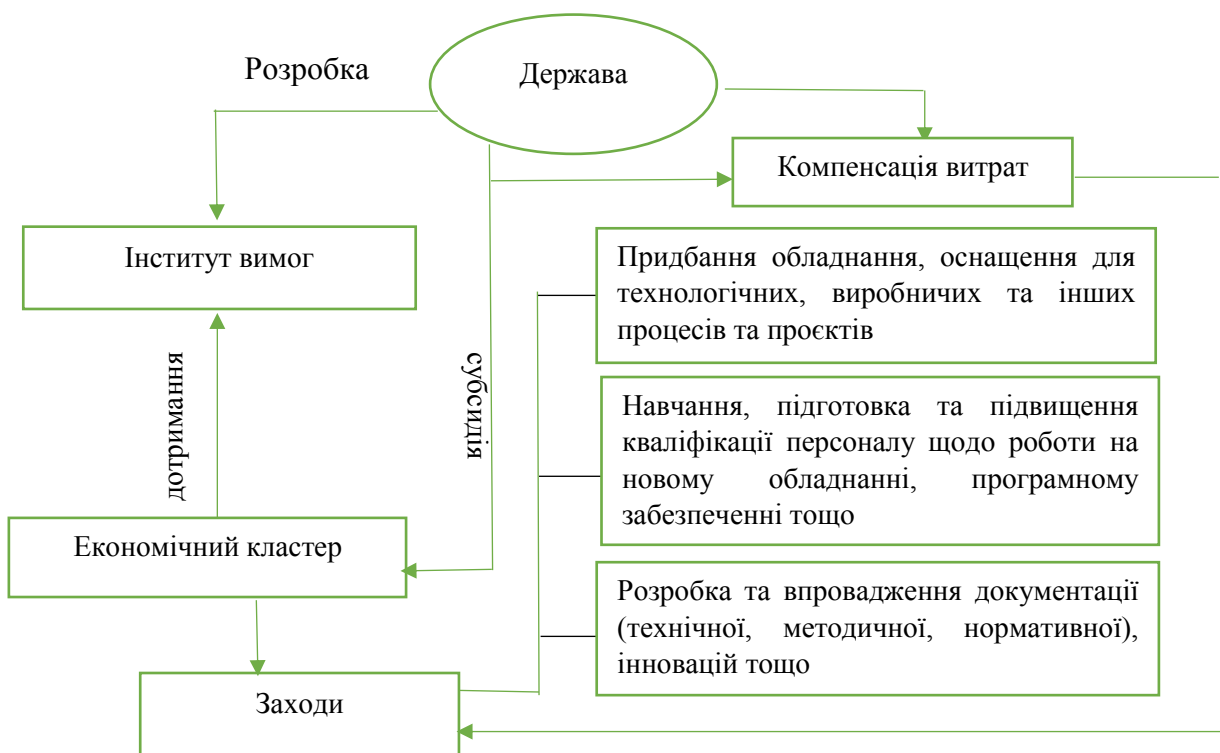 Розробка
Держава
Компенсація витрат
Інститут вимог
Придбання обладнання, оснащення для
технологічних, виробничих та інших
процесів та проєктів
дотримання
субсидія
Навчання, підготовка та підвищення
кваліфікації персоналу щодо роботи на
новому обладнанні, програмному
забезпеченні тощо
Економічний кластер
Розробка та впровадження документації
(технічної, методичної, нормативної),
інновацій тощо
Заходи